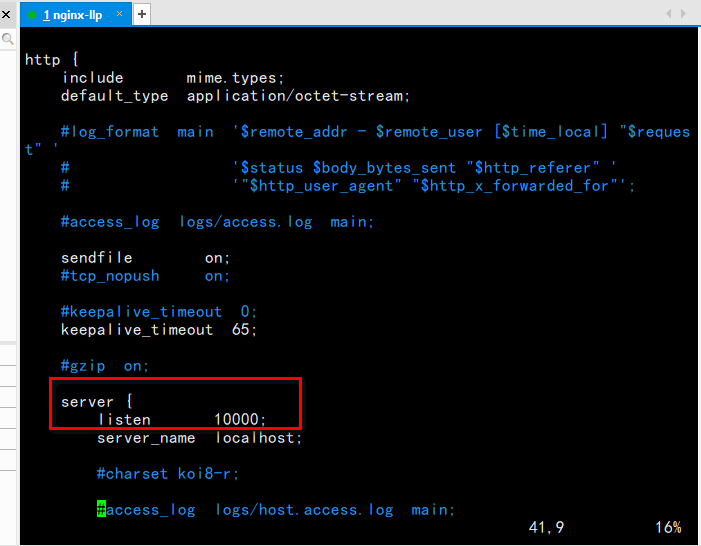 1 nginx-llp × +
http {
    include       mime.types;
    default_type  application/octet-stream;
    #log_format  main  '$remote_addr - $remote_user [$time_local] "$reques
t" '
    #                  '$status $body_bytes_sent "$http_referer" '
    #                  '"$http_user_agent" "$http_x_forwarded_for"';
    #access_log  logs/access.log  main;
    sendfile        on;
    #tcp_nopush     on;
    #keepalive_timeout  0;
    keepalive_timeout  65;
    #gzip  on;
    server {
        listen       10000;
        server_name  localhost;
        #charset koi8-r;
        #access_log  logs/host.access.log  main;
41,9          16%